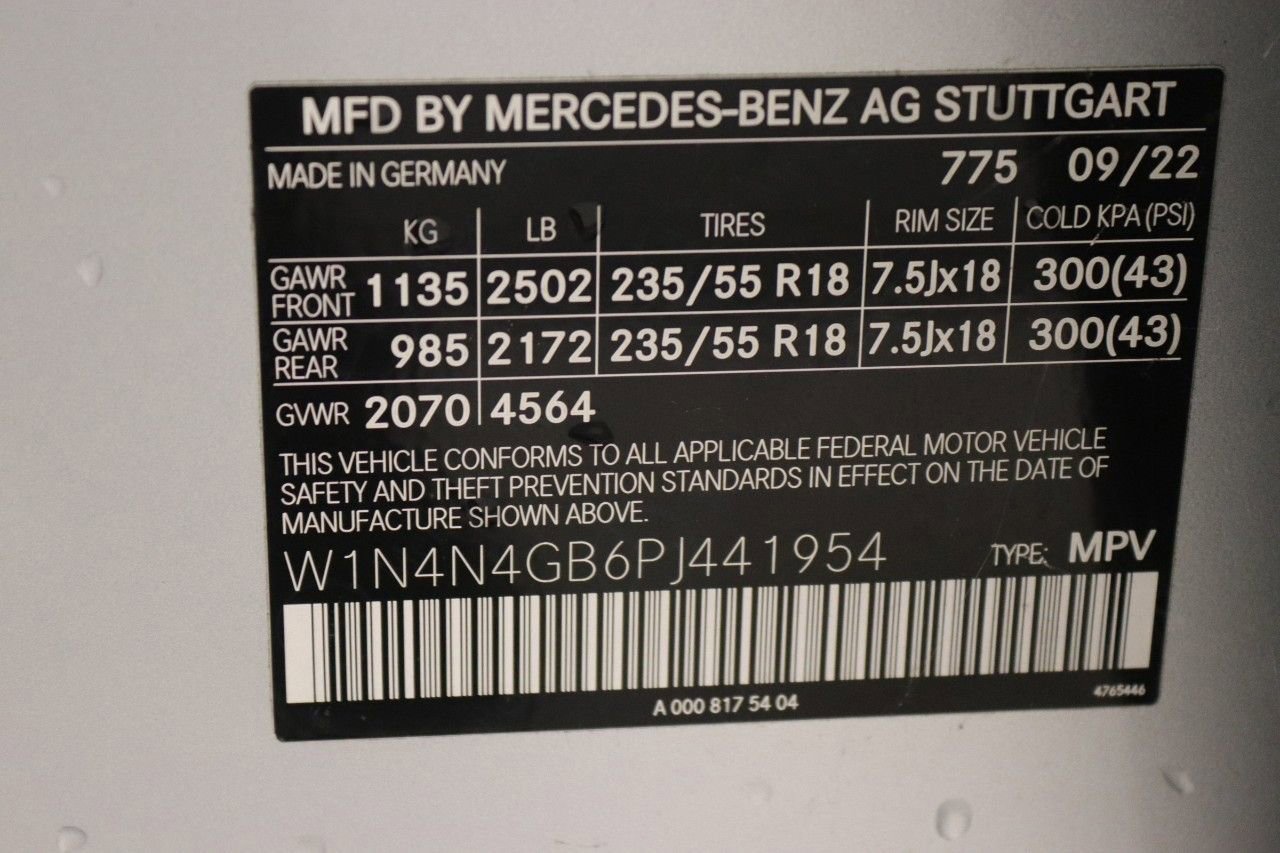 MFD BY MERCEDES-BENZ AG STUTTGART
MADE IN GERMANY 775 09/22
KG LB TIRES RIM SIZE COLD KPA (PSI)
GAWR FRONT 1135 2502 235/55 R18 7.5Jx18 300(43)
GAWR REAR 985 2172 235/55 R18 7.5Jx18 300(43)
GVWR 2070 4564
THIS VEHICLE CONFORMS TO ALL APPLICABLE FEDERAL MOTOR VEHICLE
SAFETY AND THEFT PREVENTION STANDARDS IN EFFECT ON THE DATE OF
MANUFACTURE SHOWN ABOVE.
W1N4N4GB6PJ441954 TYPE: MPV
A 000 817 54 04 4765446